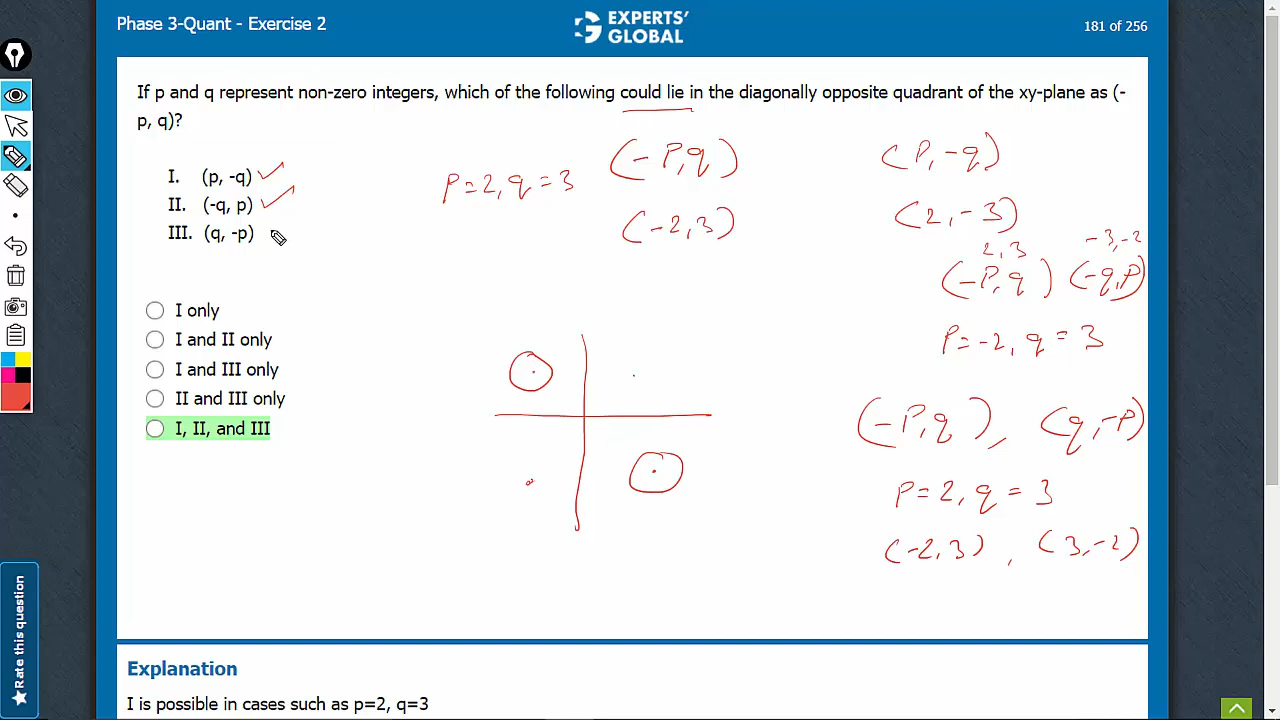 Phase 3-Quant - Exercise 2
EXPERTS'
GLOBAL
181 of 256
If p and q represent non-zero integers, which of the following could lie in the diagonally opposite quadrant of the xy-plane as (-
p, q)?
I. (p, -q)
II. (-q, p)
III. (q, -p)
P=2, q=3
(-P,q)
(-2,3)
(P,-q)
(2,-3)
2,3
-3,-2
(-P,q) (-q,P)
P=-2, q=3
(-P,q), (q,-P)
P=2, q=3
(-2,3), (3,-2)
I only
I and II only
I and III only
II and III only
I, II, and III
Rate this question
Explanation
I is possible in cases such as p=2, q=3